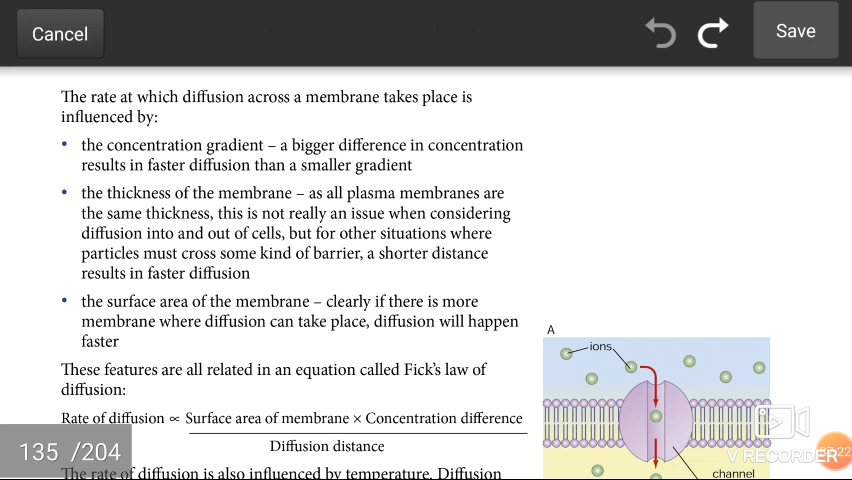 Cancel
Save
The rate at which diffusion across a membrane takes place is
influenced by:
• the concentration gradient – a bigger difference in concentration
results in faster diffusion than a smaller gradient
• the thickness of the membrane – as all plasma membranes are
the same thickness, this is not really an issue when considering
diffusion into and out of cells, but for other situations where
particles must cross some kind of barrier, a shorter distance
results in faster diffusion
• the surface area of the membrane – clearly if there is more
membrane where diffusion can take place, diffusion will happen
faster
These features are all related in an equation called Fick's law of
diffusion:
Rate of diffusion ∝ Surface area of membrane × Concentration difference
Diffusion distance
The rate of diffusion is also influenced by temperature. Diffusion
135 /204
A
ions
channel
V RECORDER